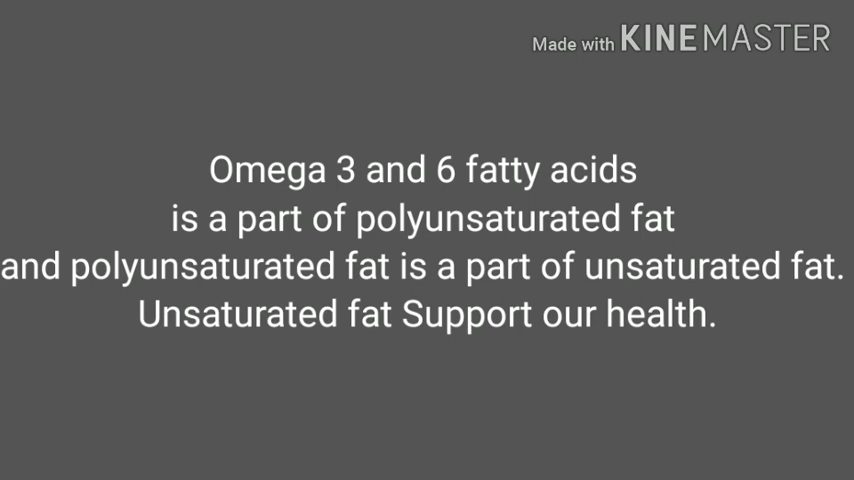 Made with KINEMASTER
Omega 3 and 6 fatty acids
is a part of polyunsaturated fat
and polyunsaturated fat is a part of unsaturated fat.
Unsaturated fat Support our health.